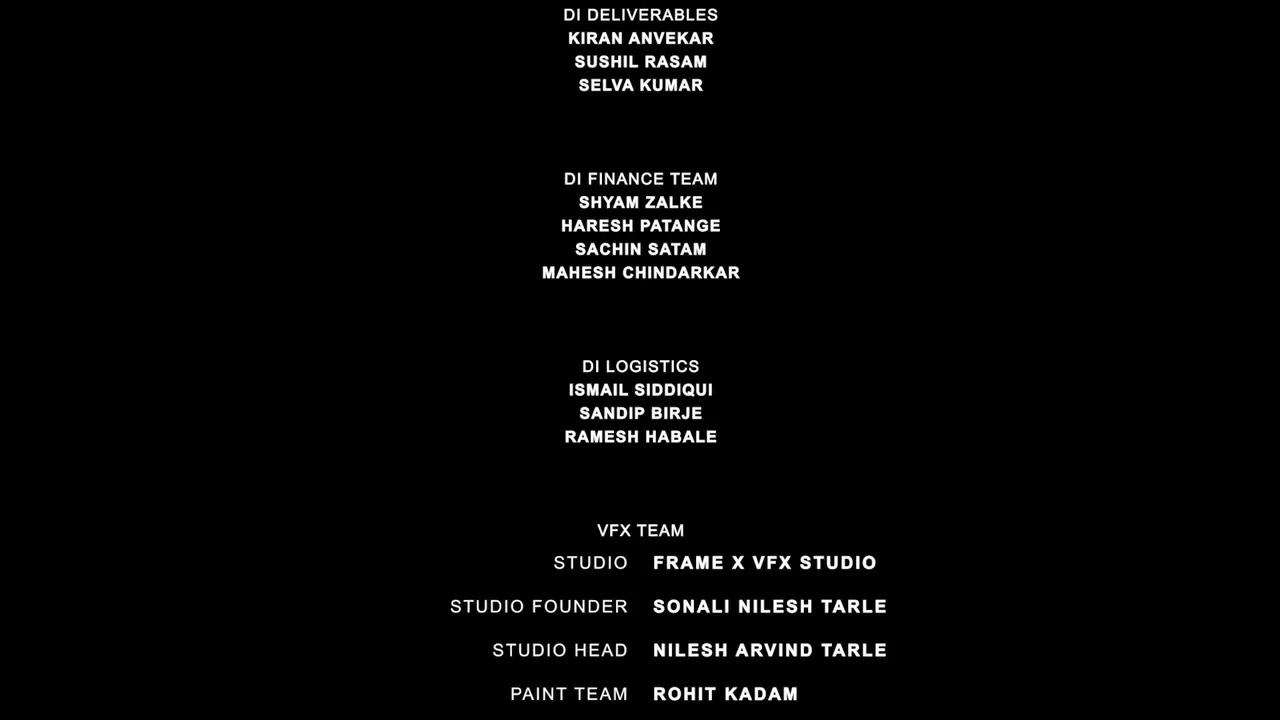 DI DELIVERABLES
KIRAN ANVEKAR
SUSHIL RASAM
SELVA KUMAR
DI FINANCE TEAM
SHYAM ZALKE
HARESH PATANGE
SACHIN SATAM
MAHESH CHINDARKAR
DI LOGISTICS
ISMAIL SIDDIQUI
SANDIP BIRJE
RAMESH HABALE
VFX TEAM
STUDIO FRAME X VFX STUDIO
STUDIO FOUNDER SONALI NILESH TARLE
STUDIO HEAD NILESH ARVIND TARLE
PAINT TEAM ROHIT KADAM